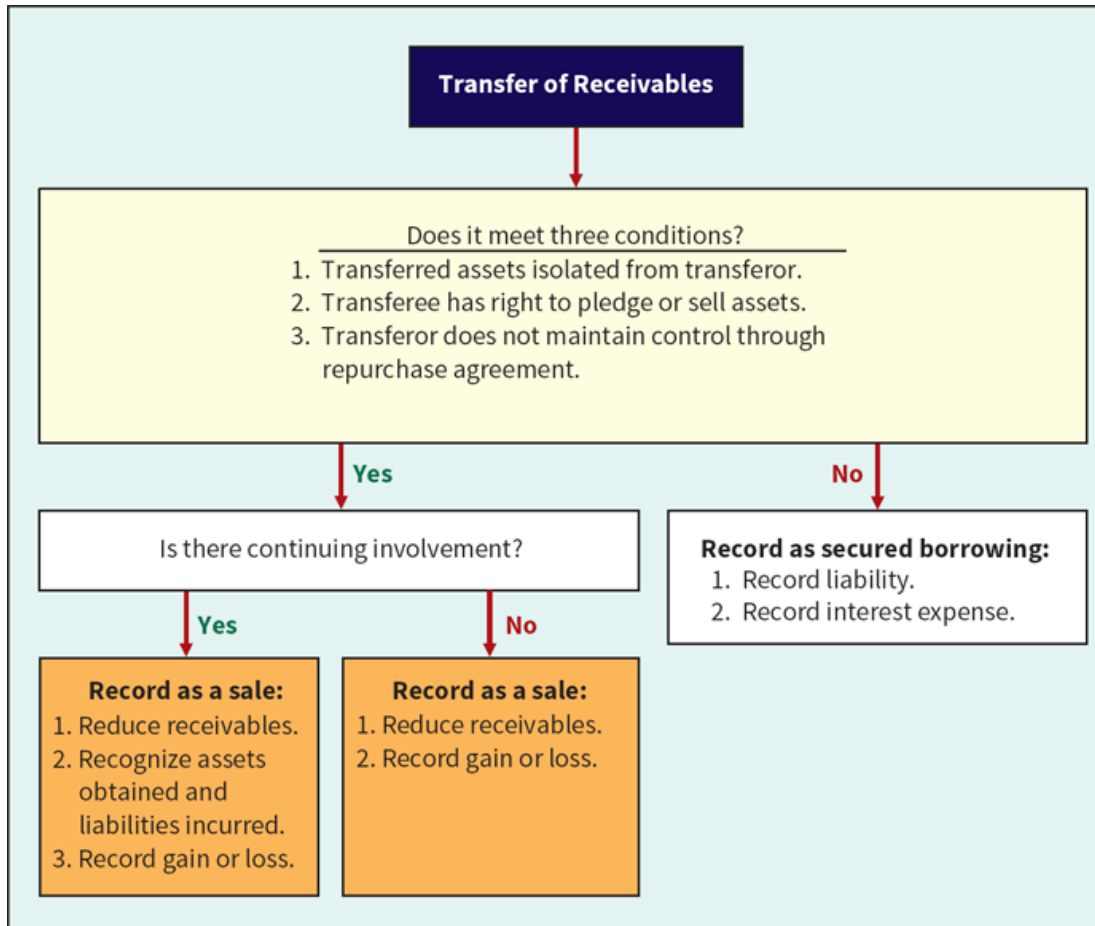 Transfer of Receivables
Does it meet three conditions?
1. Transferred assets isolated from transferor.
2. Transferee has right to pledge or sell assets.
3. Transferor does not maintain control through
repurchase agreement.
Yes
No
Is there continuing involvement?
Record as secured borrowing:
1. Record liability.
2. Record interest expense.
Yes
No
Record as a sale:
1. Reduce receivables.
2. Recognize assets
obtained and
liabilities incurred.
3. Record gain or loss.
Record as a sale:
1. Reduce receivables.
2. Record gain or loss.